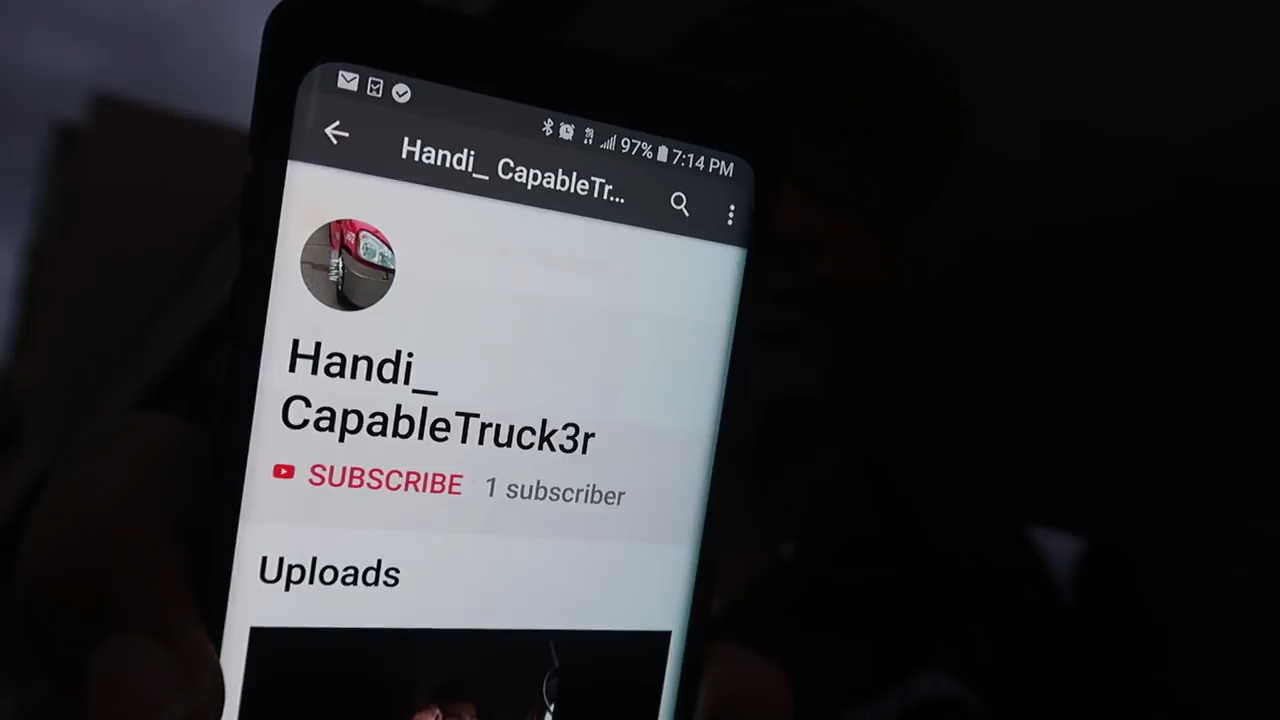 97% 7:14 PM
Handi_ CapableTr...
Handi_
CapableTruck3r
SUBSCRIBE 1 subscriber
Uploads